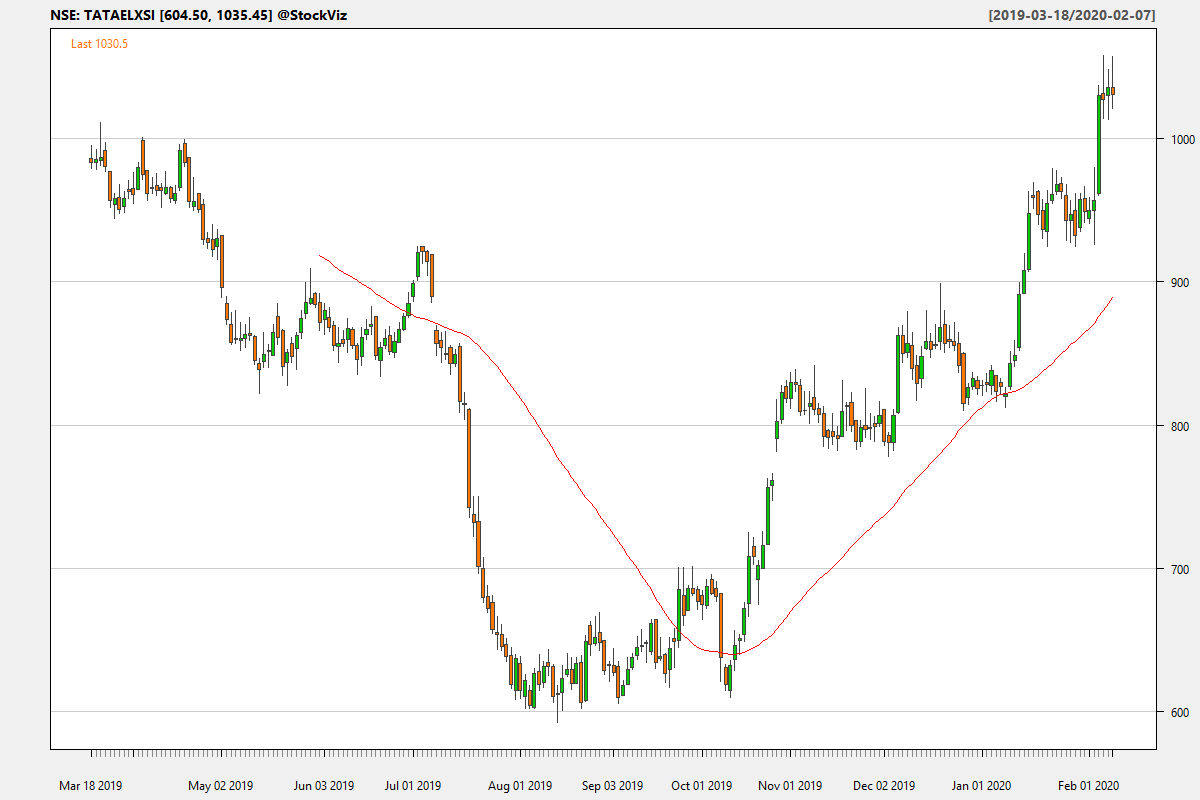 NSE: TATAELXSI [604.50, 1035.45] @StockViz
[2019-03-18/2020-02-07]
Last 1030.5
1000
900
800
700
600
Mar 18 2019 May 02 2019 Jun 03 2019 Jul 01 2019 Aug 01 2019 Sep 03 2019 Oct 01 2019 Nov 01 2019 Dec 02 2019 Jan 01 2020 Feb 01 2020